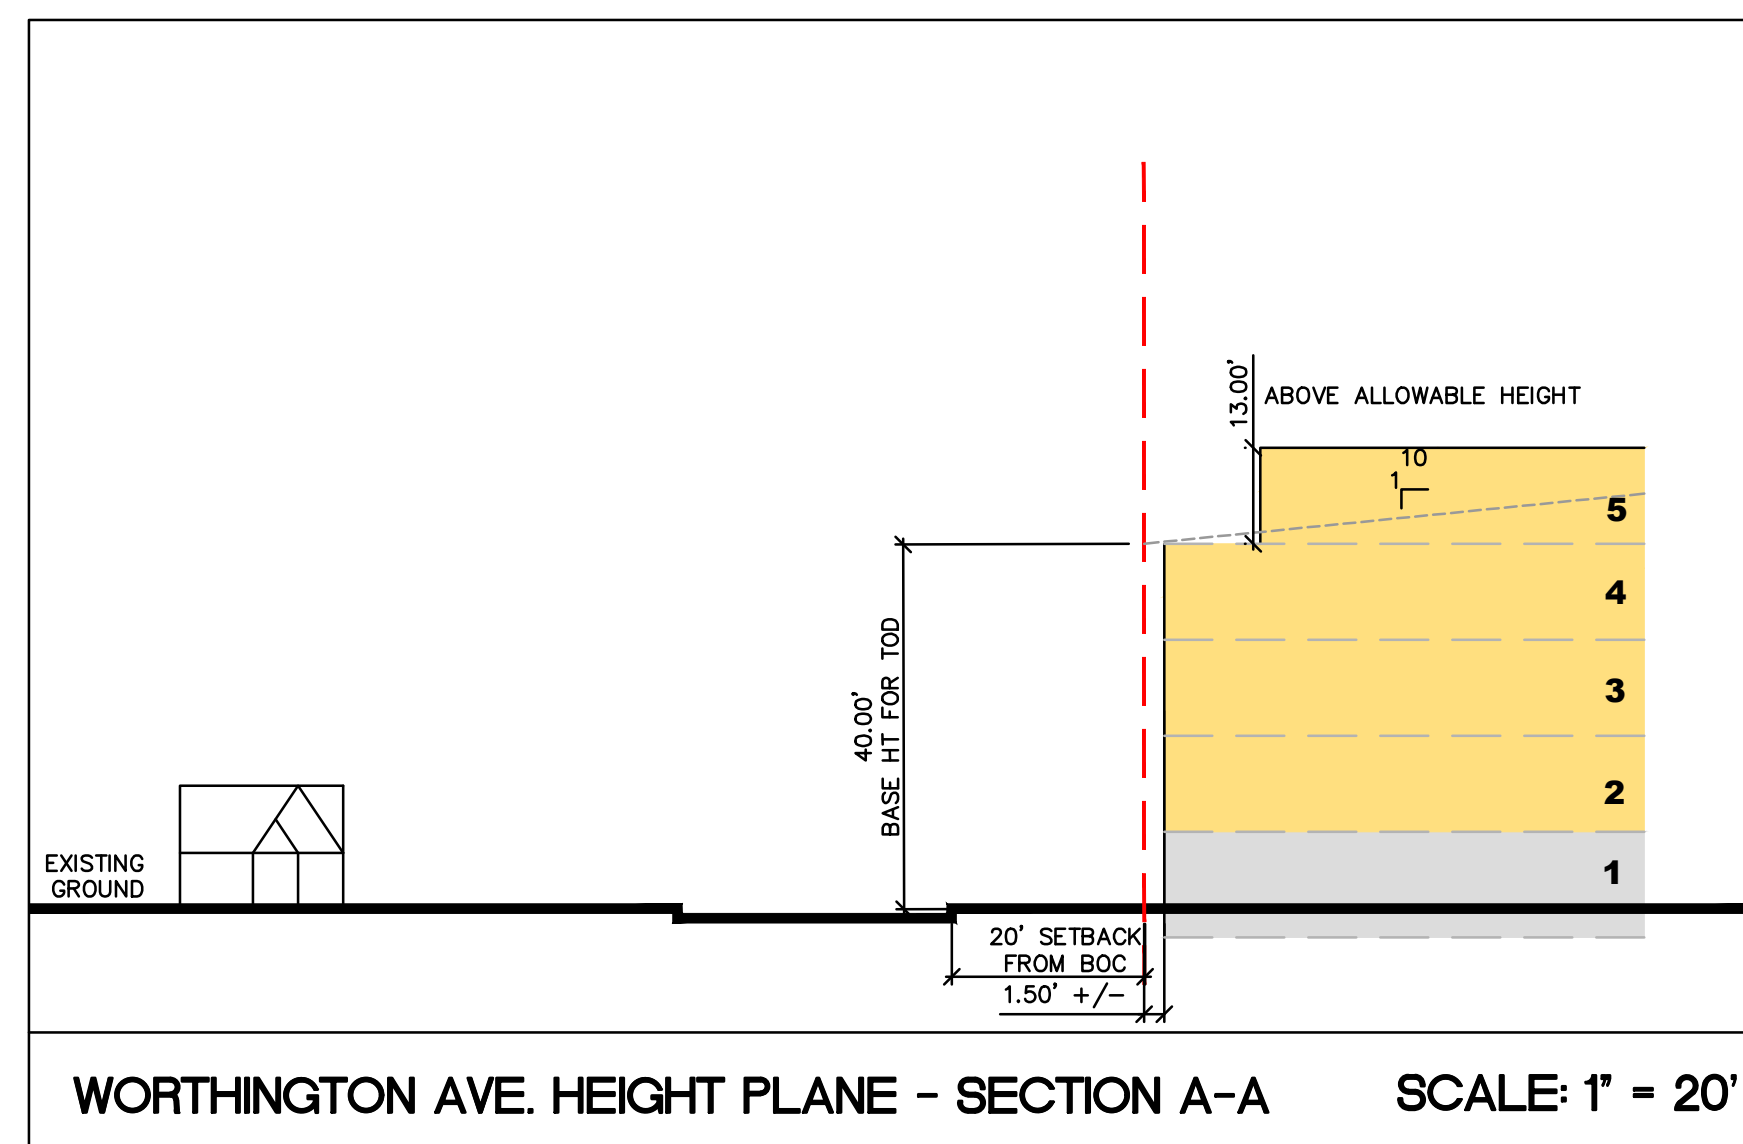 13.00'
ABOVE ALLOWABLE HEIGHT
10
1
5
4
3
2
1
40.00'
BASE HT FOR TOD
EXISTING
GROUND
20' SETBACK
FROM BOC
1.50' +/-
WORTHINGTON AVE. HEIGHT PLANE - SECTION A-A
SCALE: 1" = 20'